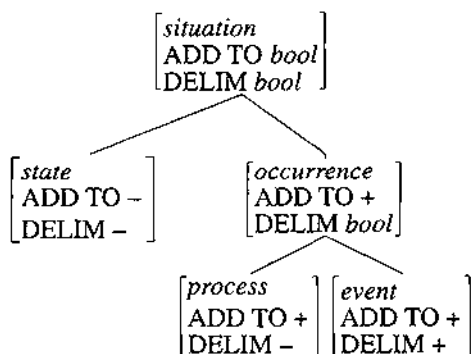 situation
ADD TO bool
DELIM bool
state
ADD TO –
DELIM –
occurrence
ADD TO +
DELIM bool
process
ADD TO +
DELIM –
event
ADD TO +
DELIM +